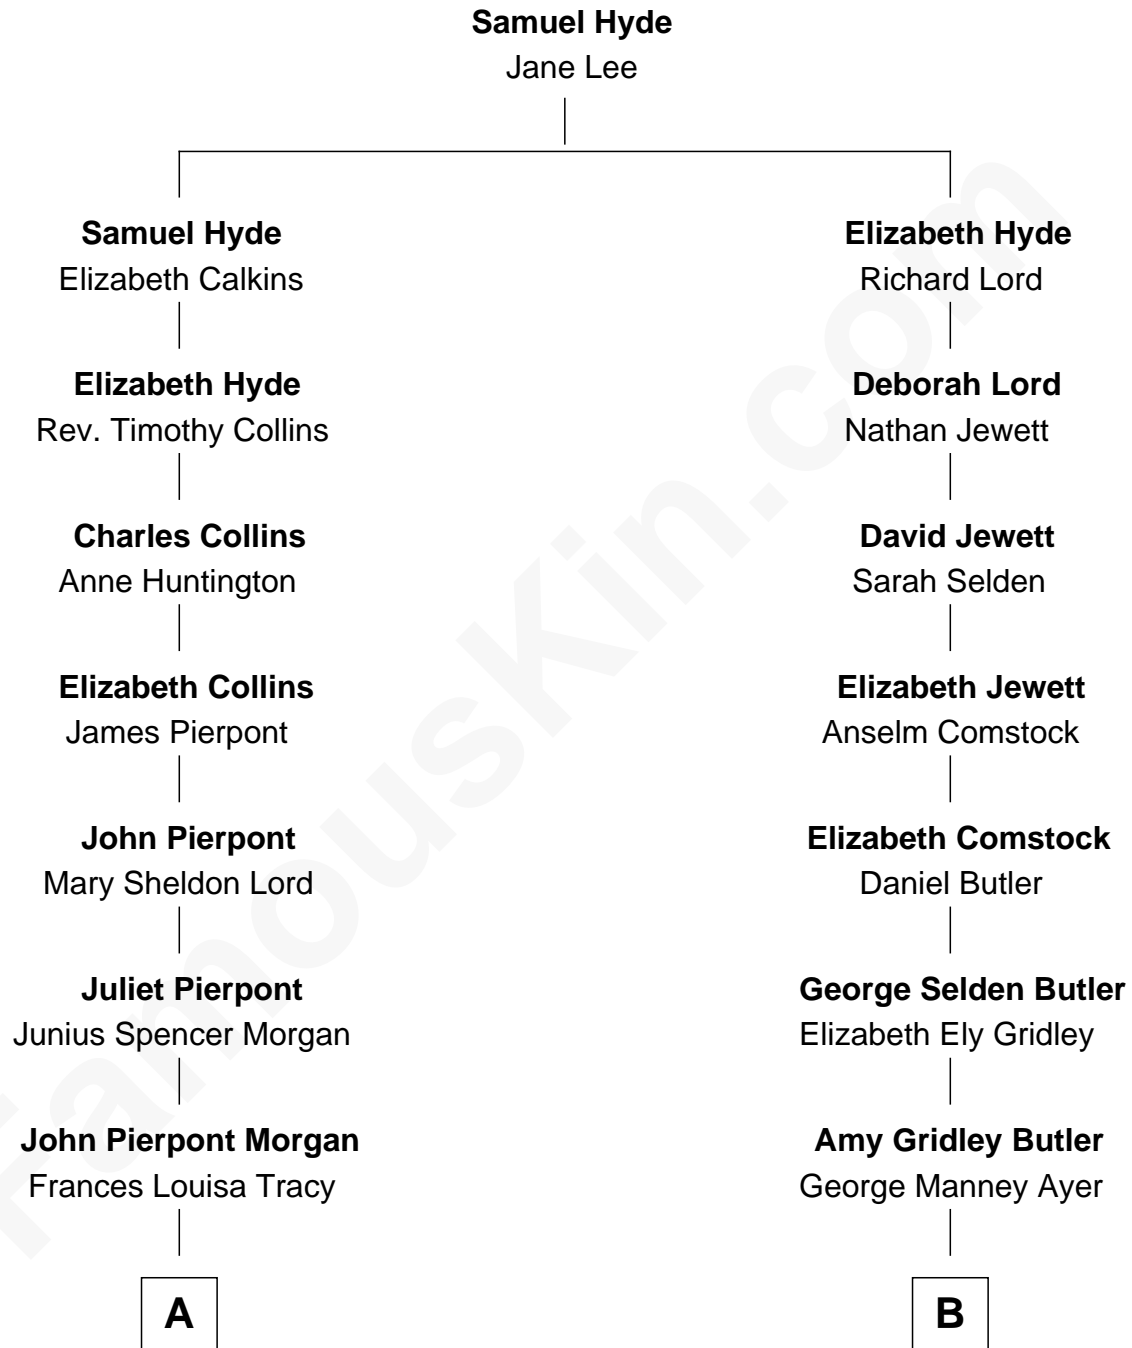 Samuel Hyde
Jane Lee
Samuel Hyde
Elizabeth Calkins
Elizabeth Hyde
Rev. Timothy Collins
Charles Collins
Anne Huntington
Elizabeth Collins
James Pierpont
John Pierpont
Mary Sheldon Lord
Juliet Pierpont
Junius Spencer Morgan
John Pierpont Morgan
Frances Louisa Tracy
A
Elizabeth Hyde
Richard Lord
Deborah Lord
Nathan Jewett
David Jewett
Sarah Selden
Elizabeth Jewett
Anselm Comstock
Elizabeth Comstock
Daniel Butler
George Selden Butler
Elizabeth Ely Gridley
Amy Gridley Butler
George Manney Ayer
B
FamousKin.com